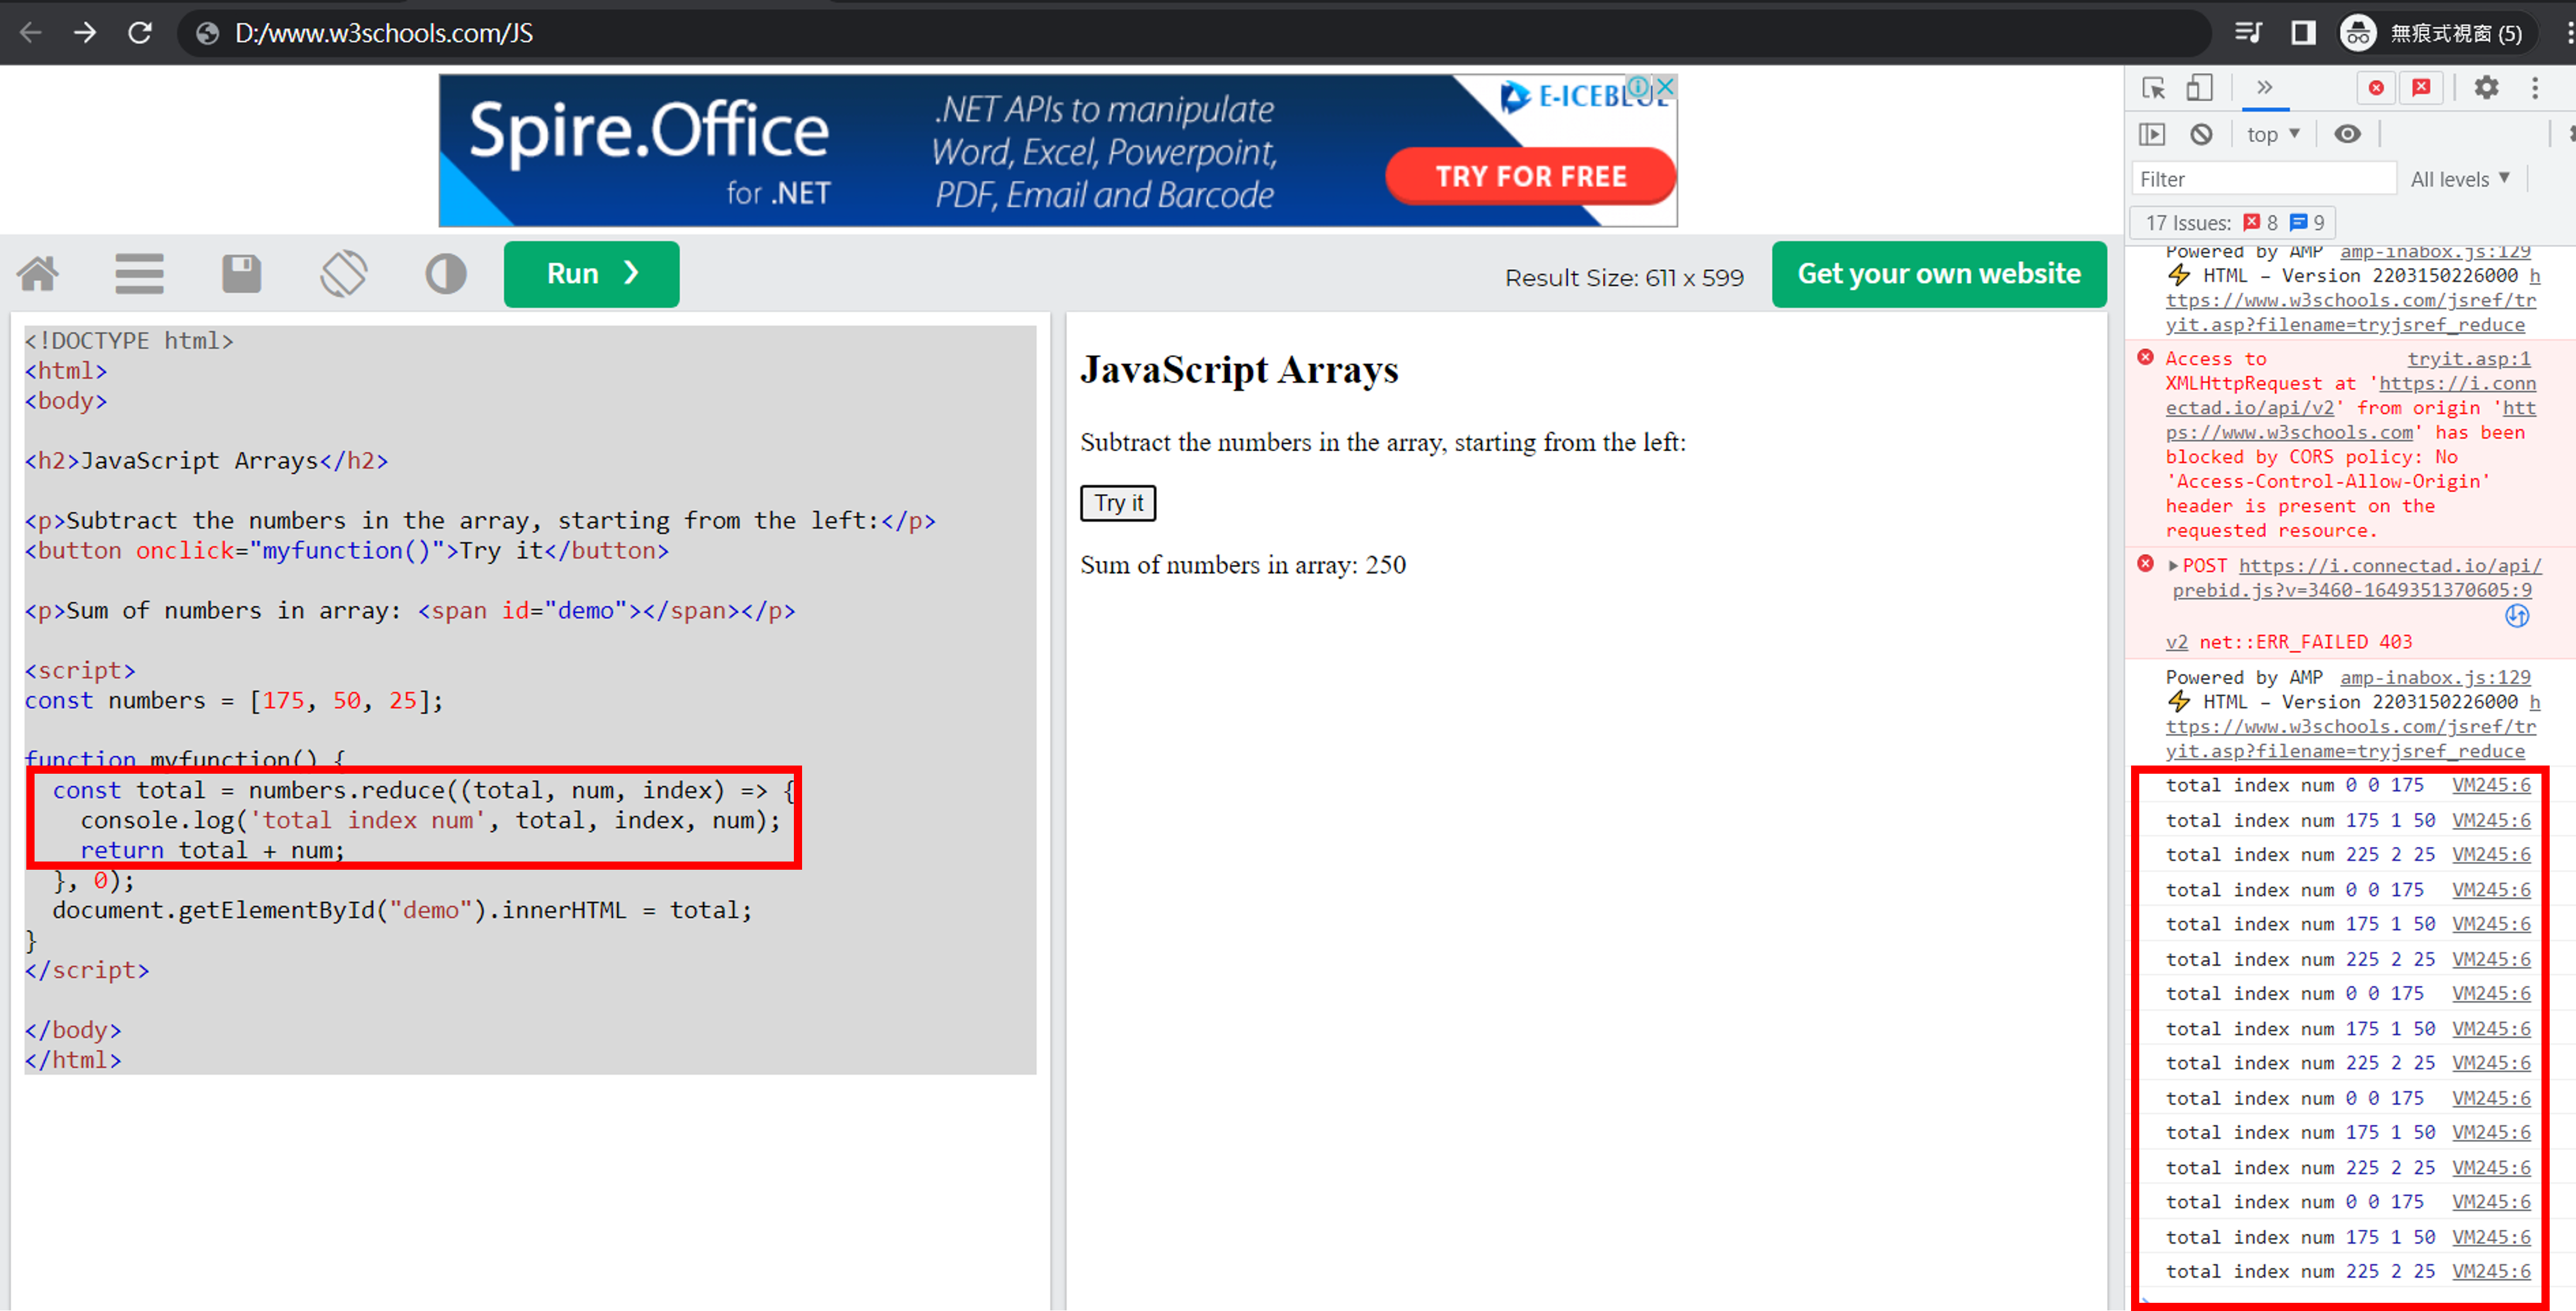 D:/www.w3schools.com/JS
無痕式視窗 (5)
Spire.Office
for .NET
.NET APIs to manipulate
Word, Excel, Powerpoint,
PDF, Email and Barcode
E-ICEBLUE
TRY FOR FREE
Run ❯
Result Size: 611 x 599
Get your own website
<!DOCTYPE html>
<html>
<body>
<h2>JavaScript Arrays</h2>
<p>Subtract the numbers in the array, starting from the left:</p>
<button onclick="myfunction()">Try it</button>
<p>Sum of numbers in array: <span id="demo"></span></p>
<script>
const numbers = [175, 50, 25];
function myfunction() {
const total = numbers.reduce((total, num, index) => {
console.log('total index num', total, index, num);
return total + num;
}, 0);
document.getElementById("demo").innerHTML = total;
}
</script>
</body>
</html>
JavaScript Arrays
Subtract the numbers in the array, starting from the left:
Try it
Sum of numbers in array: 250
top ▼
Filter
All levels ▼
17 Issues: 8 9
Powered by AMP amp-inabox.js:129
⚡ HTML – Version 2203150226000 h
ttps://www.w3schools.com/jsref/tr
yit.asp?filename=tryjsref_reduce
Access to tryit.asp:1
XMLHttpRequest at 'https://i.conn
ectad.io/api/v2' from origin 'htt
ps://www.w3schools.com' has been
blocked by CORS policy: No
'Access-Control-Allow-Origin'
header is present on the
requested resource.
▶POST https://i.connectad.io/api/
prebid.js?v=3460-1649351370605:9
v2 net::ERR_FAILED 403
Powered by AMP amp-inabox.js:129
⚡ HTML – Version 2203150226000 h
ttps://www.w3schools.com/jsref/tr
yit.asp?filename=tryjsref_reduce
total index num 0 0 175 VM245:6
total index num 175 1 50 VM245:6
total index num 225 2 25 VM245:6
total index num 0 0 175 VM245:6
total index num 175 1 50 VM245:6
total index num 225 2 25 VM245:6
total index num 0 0 175 VM245:6
total index num 175 1 50 VM245:6
total index num 225 2 25 VM245:6
total index num 0 0 175 VM245:6
total index num 175 1 50 VM245:6
total index num 225 2 25 VM245:6
total index num 0 0 175 VM245:6
total index num 175 1 50 VM245:6
total index num 225 2 25 VM245:6